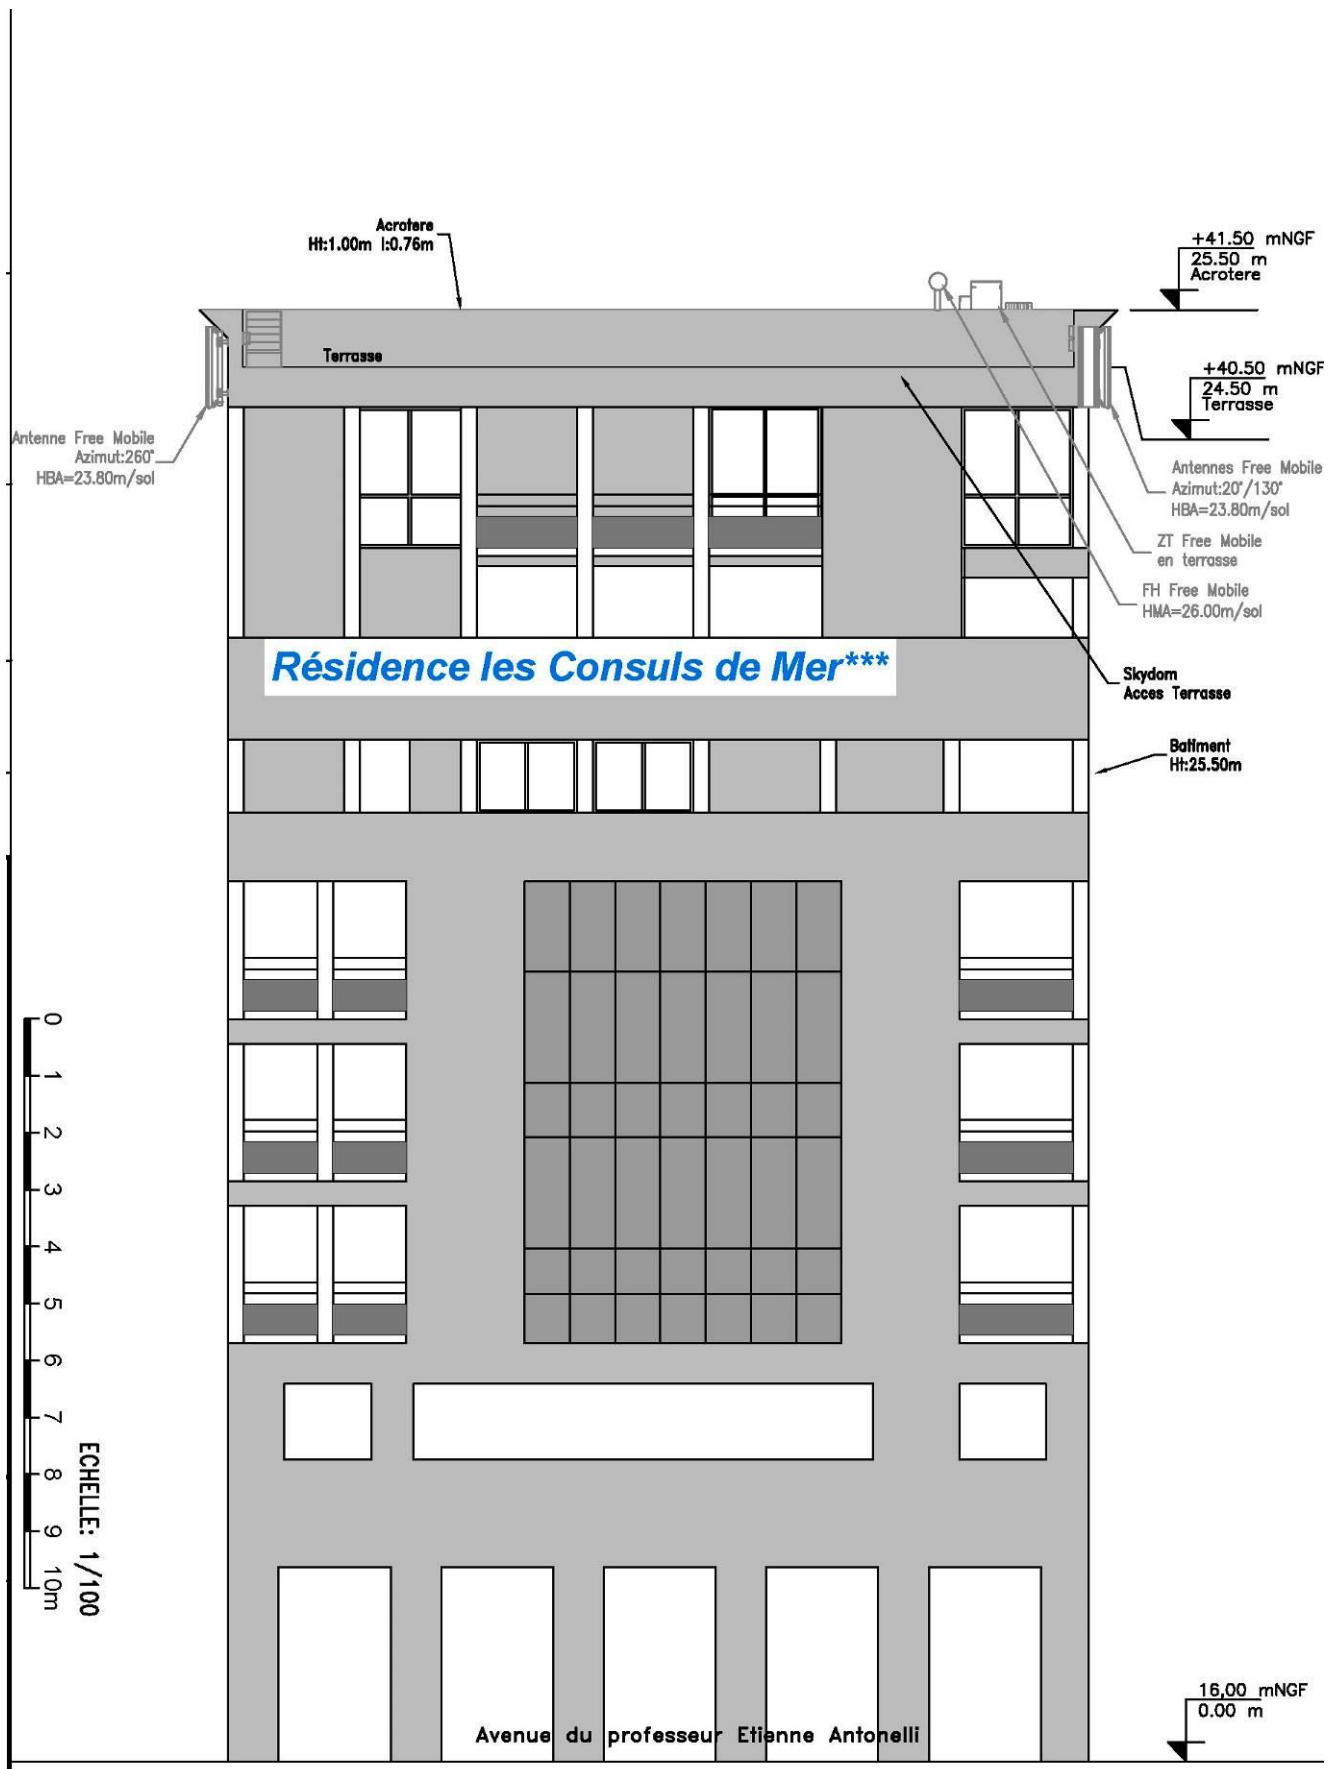 Acrotere
Ht:1.00m l:0.76m
+41.50 mNGF
25.50 m
Acrotere
Terrasse
+40.50 mNGF
24.50 m
Terrasse
Antenne Free Mobile
Azimut:260°
HBA=23.80m/sol
Antennes Free Mobile
Azimut:20°/130°
HBA=23.80m/sol
ZT Free Mobile
en terrasse
FH Free Mobile
HMA=26.00m/sol
Résidence les Consuls de Mer***
Skydom
Acces Terrasse
Batiment
Ht:25.50m
0
1
2
3
4
5
6
7
8
9
10m
ECHELLE: 1/100
16,00 mNGF
0.00 m
Avenue du professeur Etienne Antonelli